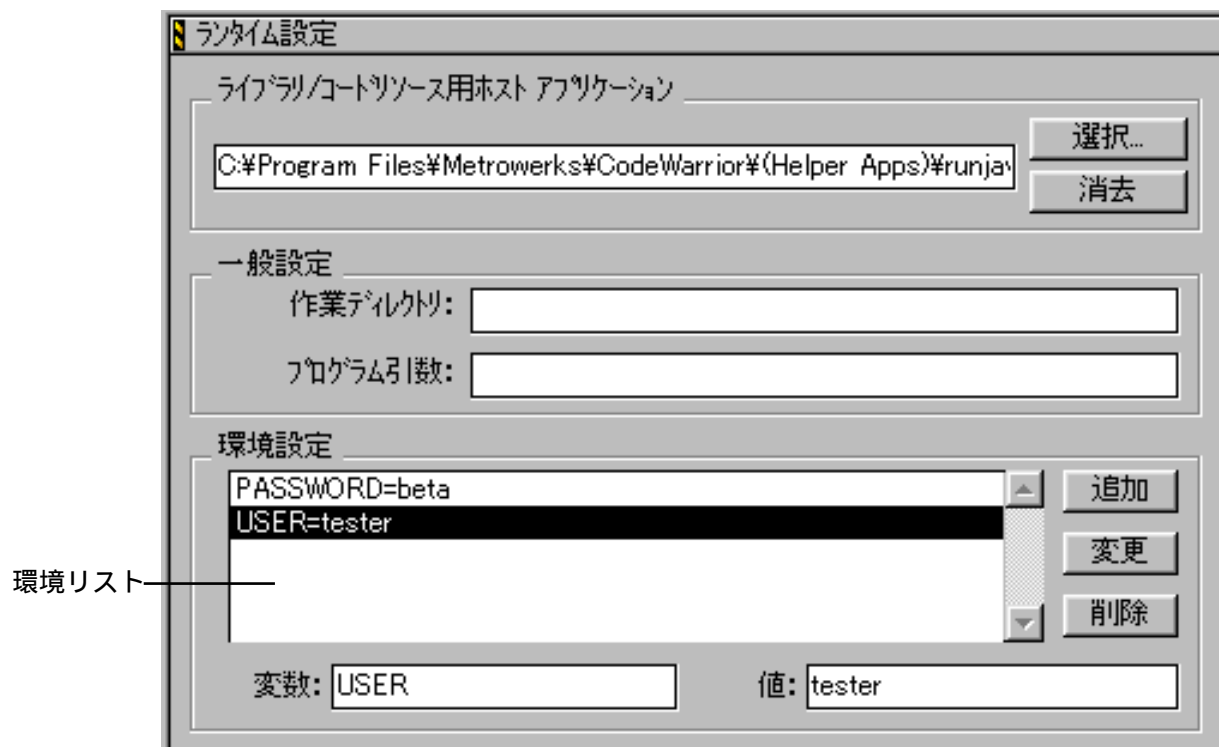 ランタイム設定
ライブラリ/コードリソース用ホスト アプリケーション
C:¥Program Files¥Metrowerks¥CodeWarrior¥(Helper Apps)¥runjav
選択...
消去
一般設定
作業ディレクトリ:
プログラム引数:
環境設定
PASSWORD=beta
USER=tester
追加
変更
削除
環境リスト
変数: USER
値: tester